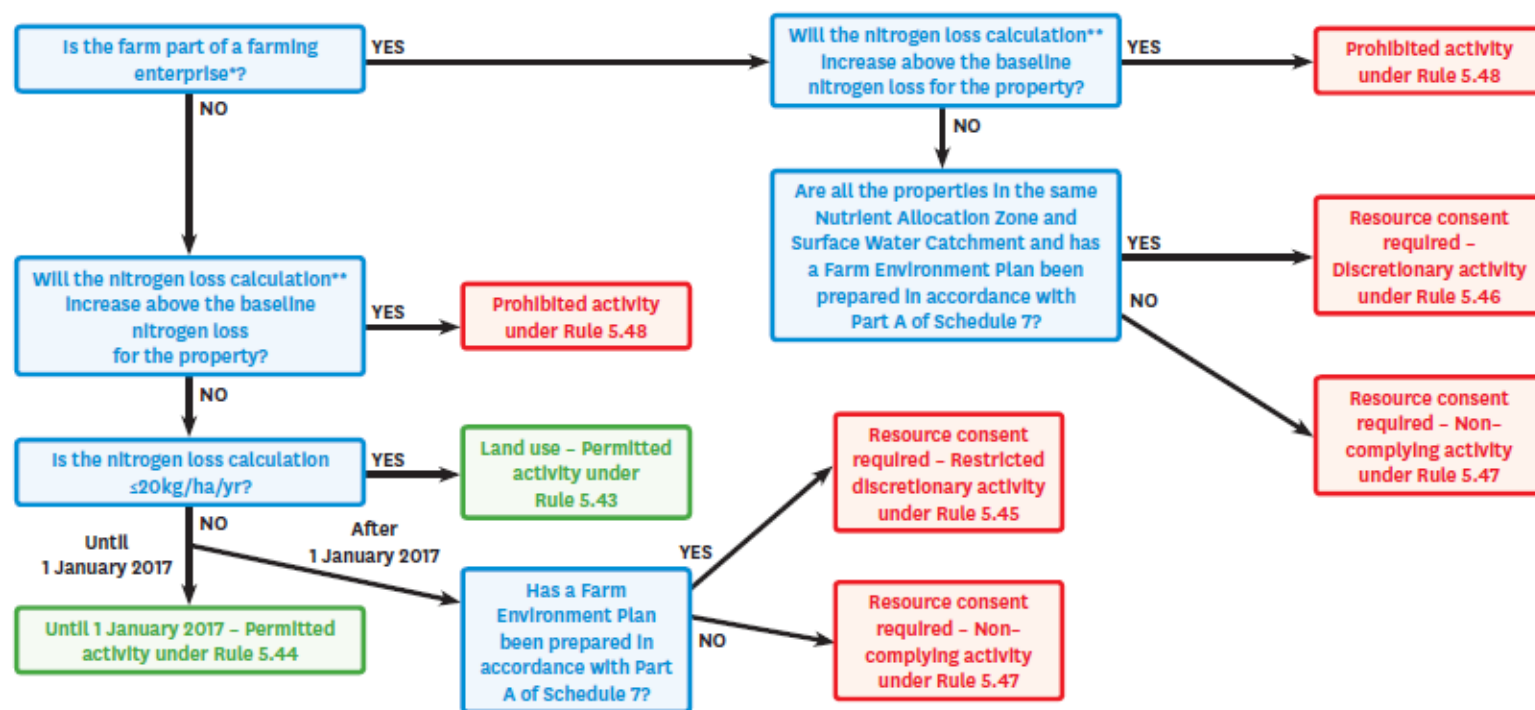 Is the farm part of a farming
enterprise*?
YES
Will the nitrogen loss calculation**
increase above the baseline
nitrogen loss for the property?
YES
Prohibited activity
under Rule 5.48
NO
NO
Are all the properties in the same
Nutrient Allocation Zone and
Surface Water Catchment and has
a Farm Environment Plan been
prepared in accordance with
Part A of Schedule 7?
YES
Resource consent
required – 
Discretionary activity
under Rule 5.46
NO
Resource consent
required – Non-
complying activity
under Rule 5.47
Will the nitrogen loss calculation**
increase above the baseline
nitrogen loss
for the property?
YES
Prohibited activity
under Rule 5.48
NO
Is the nitrogen loss calculation
≤20kg/ha/yr?
YES
Land use – Permitted
activity under
Rule 5.43
NO
Until
1 January 2017
After
1 January 2017
Until 1 January 2017 – Permitted
activity under Rule 5.44
Has a Farm
Environment Plan
been prepared in
accordance with Part
A of Schedule 7?
YES
Resource consent
required – Restricted
discretionary activity
under Rule 5.45
NO
Resource consent
required – Non-
complying activity
under Rule 5.47